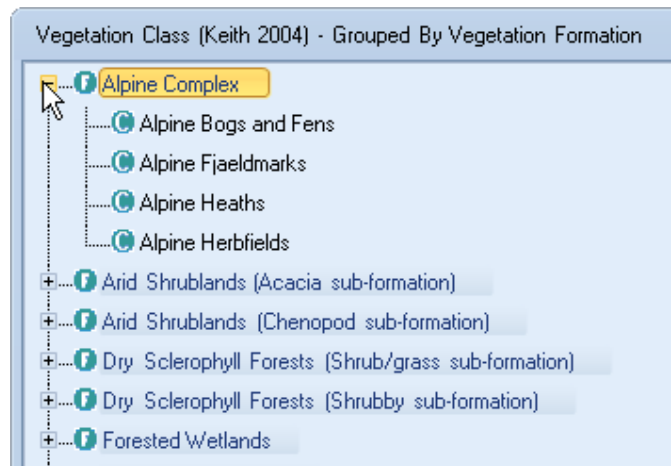 Vegetation Class (Keith 2004) - Grouped By Vegetation Formation
F Alpine Complex
C Alpine Bogs and Fens
C Alpine Fjaeldmarks
C Alpine Heaths
C Alpine Herbfields
F Arid Shrublands (Acacia sub-formation)
F Arid Shrublands (Chenopod sub-formation)
F Dry Sclerophyll Forests (Shrub/grass sub-formation)
F Dry Sclerophyll Forests (Shrubby sub-formation)
F Forested Wetlands